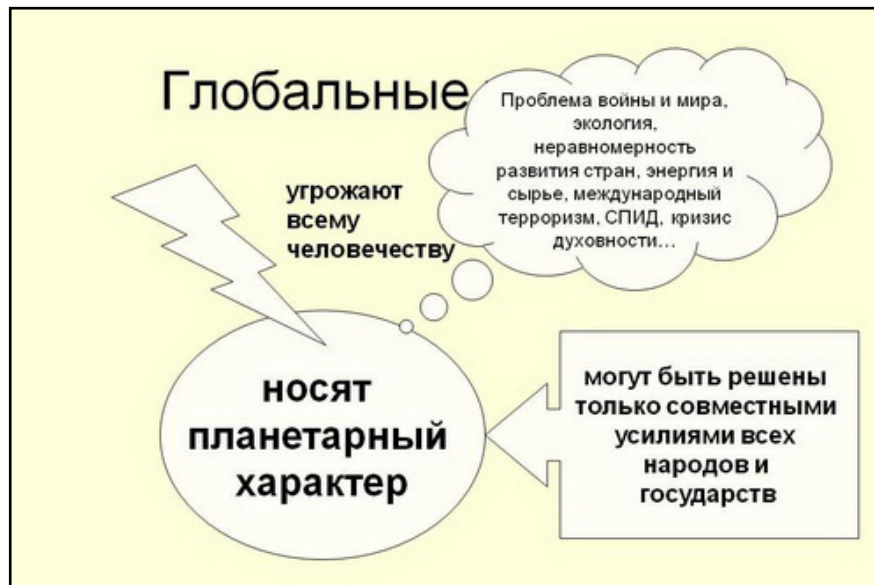 Глобальные
Проблема войны и мира,
экология,
неравномерность
развития стран, энергия и
сырье, международный
терроризм, СПИД, кризис
духовности...
угрожают
всему
человечеству
носят
планетарный
характер
могут быть решены
только совместными
усилиями всех
народов и
государств